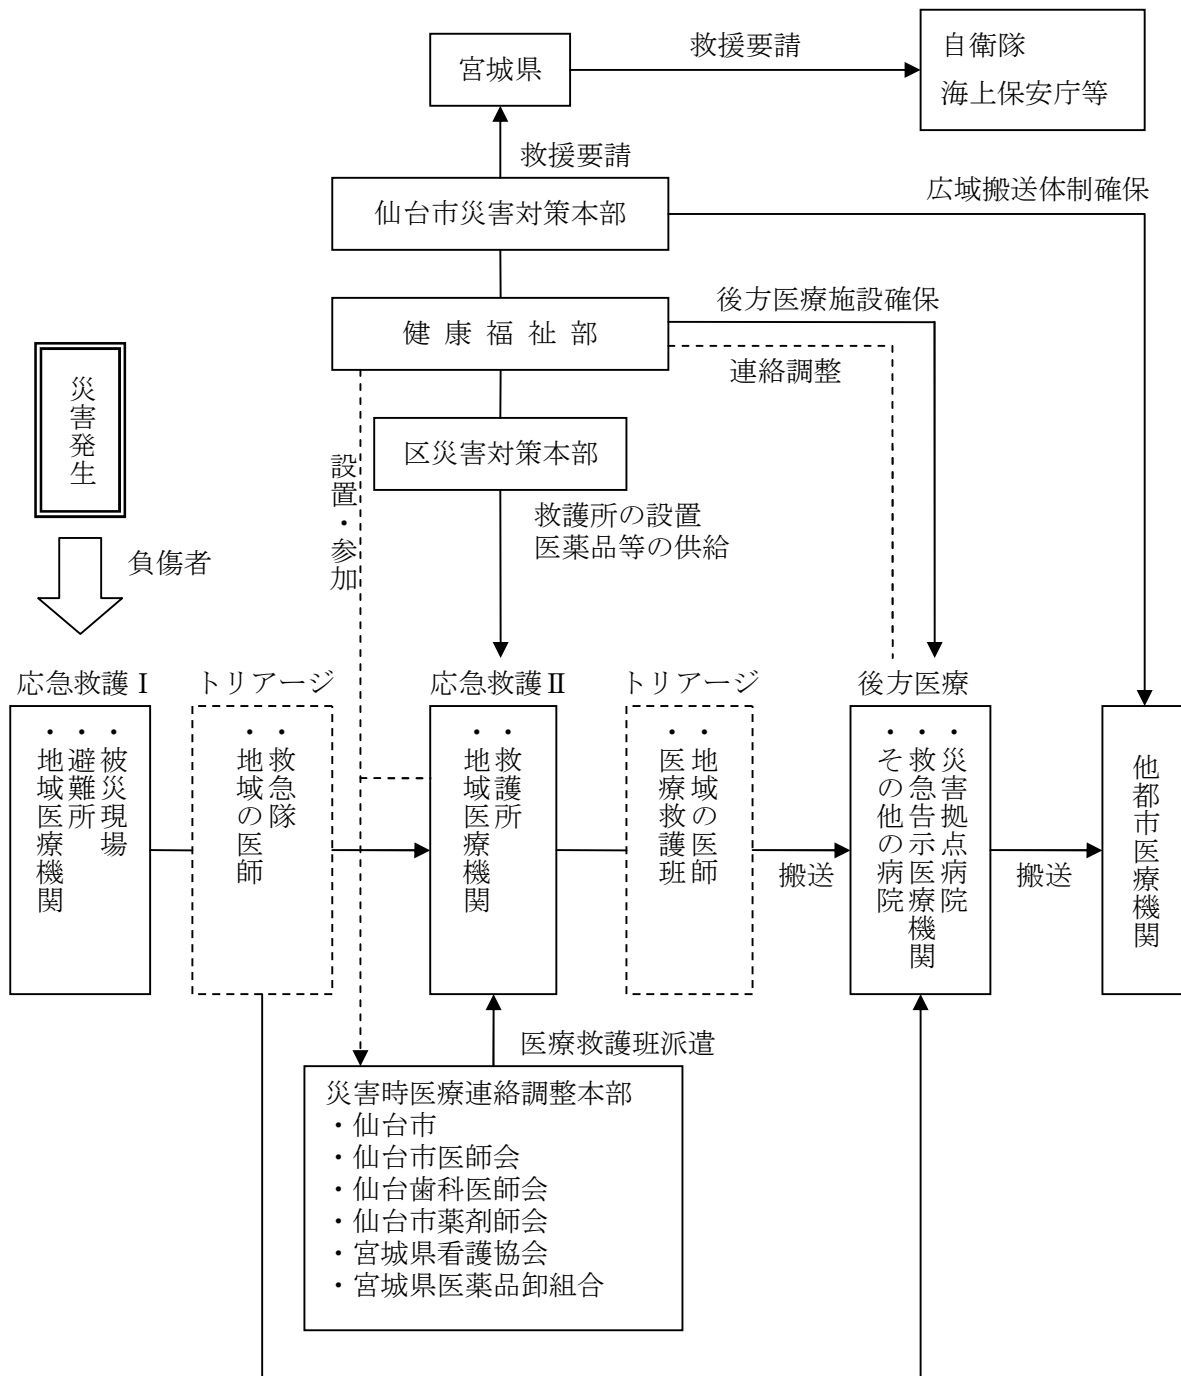 宮城県
救援要請
自衛隊
海上保安庁等
救援要請
仙台市災害対策本部
広域搬送体制確保
健康福祉部
後方医療施設確保
連絡調整
災害発生
区災害対策本部
設置・参加
救護所の設置
医薬品等の供給
負傷者
応急救護Ⅰ
・被災現場
・避難所
・地域医療機関
トリアージ
・救急隊
・地域の医師
応急救護Ⅱ
・救護所
・地域医療機関
トリアージ
・地域の医師
・医療救護班
搬送
後方医療
・災害拠点病院
・救急告示医療機関
・その他の病院
搬送
他都市医療機関
医療救護班派遣
災害時医療連絡調整本部
・仙台市
・仙台市医師会
・仙台歯科医師会
・仙台市薬剤師会
・宮城県看護協会
・宮城県医薬品卸組合